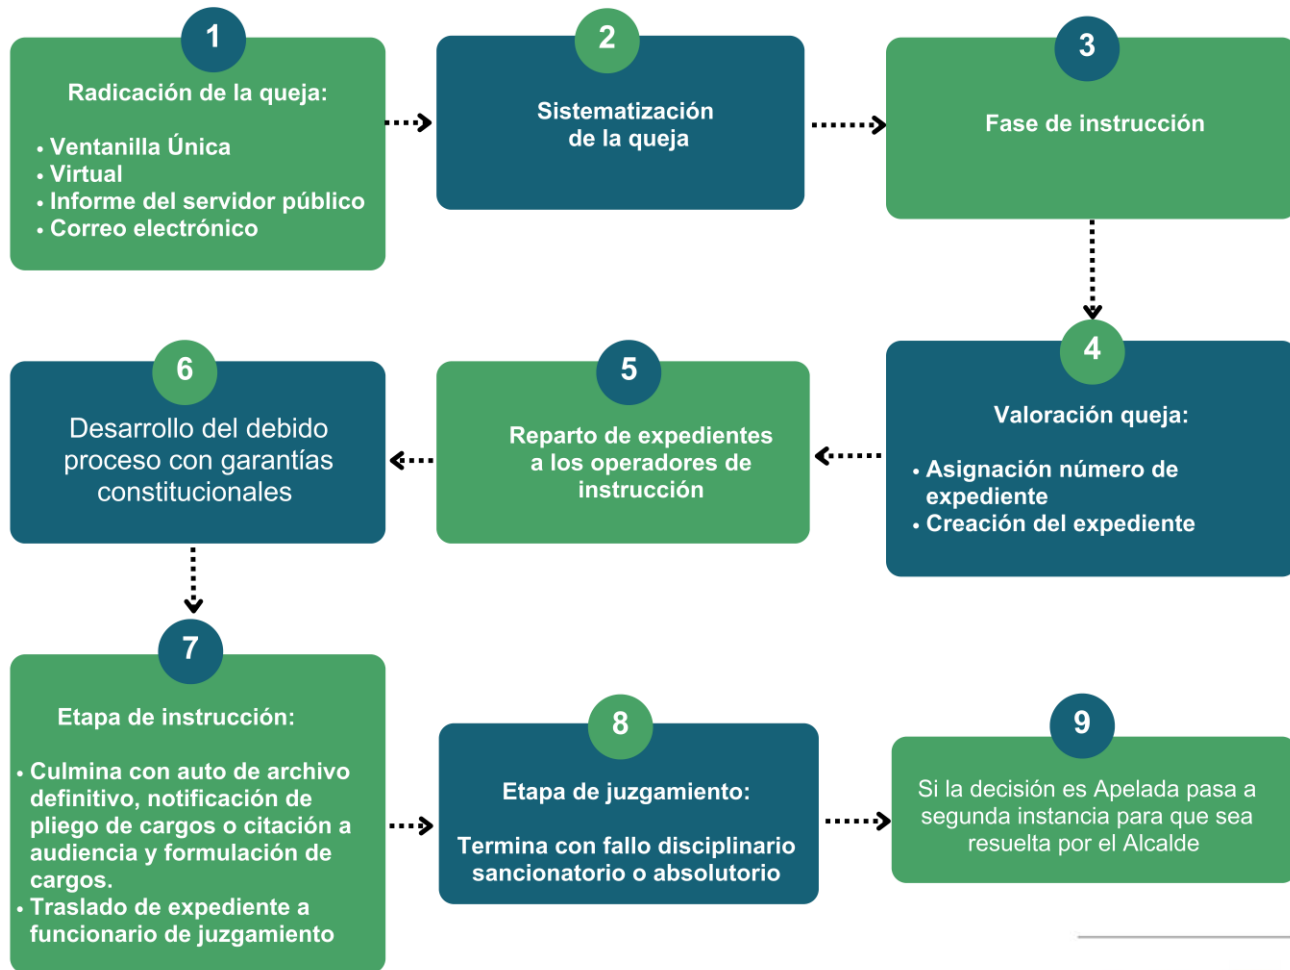 1
Radicación de la queja:
• Ventanilla Única
• Virtual
• Informe del servidor público
• Correo electrónico
2
Sistematización
de la queja
3
Fase de instrucción
4
Valoración queja:
• Asignación número de
expediente
• Creación del expediente
5
Reparto de expedientes
a los operadores de
instrucción
6
Desarrollo del debido
proceso con garantías
constitucionales
7
Etapa de instrucción:
• Culmina con auto de archivo
definitivo, notificación de
pliego de cargos o citación a
audiencia y formulación de
cargos.
• Traslado de expediente a
funcionario de juzgamiento
8
Etapa de juzgamiento:
Termina con fallo disciplinario
sancionatorio o absolutorio
9
Si la decisión es Apelada pasa a
segunda instancia para que sea
resuelta por el Alcalde